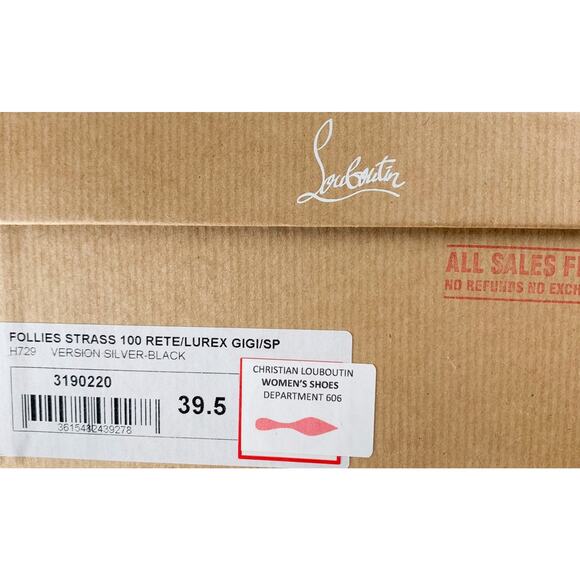 Louboutin
ALL SALES
NO REFUNDS NO
FOLLIES STRASS 100 RETE/LUREX GIGI/SP
H729 VERSION SILVER-BLACK
3190220
39.5
3615482439278
CHRISTIAN LOUBOUTIN
WOMEN'S SHOES
DEPARTMENT 606